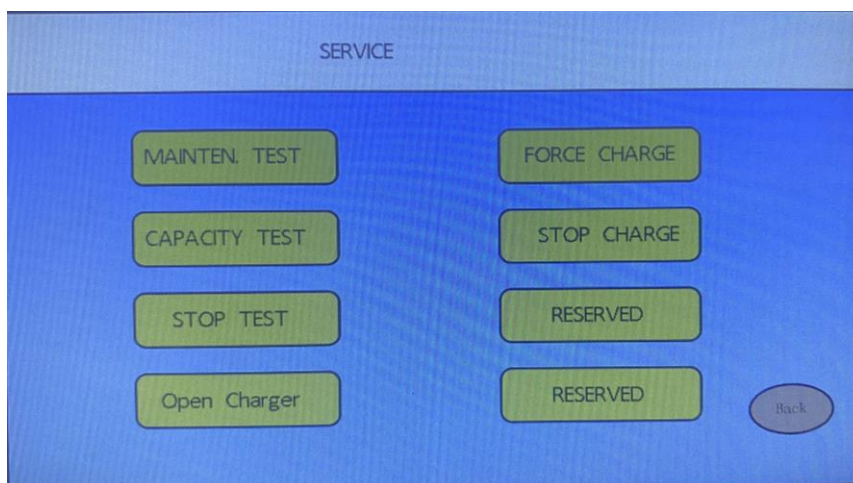 SERVICE
MAINTEN. TEST
FORCE CHARGE
CAPACITY TEST
STOP CHARGE
STOP TEST
RESERVED
Open Charger
RESERVED
Back